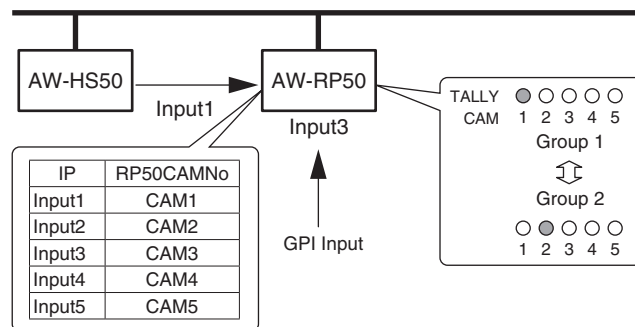 AW-HS50
AW-RP50
Input1
Input3
GPI Input
IP RP50CAMNo
Input1 CAM1
Input2 CAM2
Input3 CAM3
Input4 CAM4
Input5 CAM5
TALLY
CAM 1 2 3 4 5
Group 1
Group 2
1 2 3 4 5